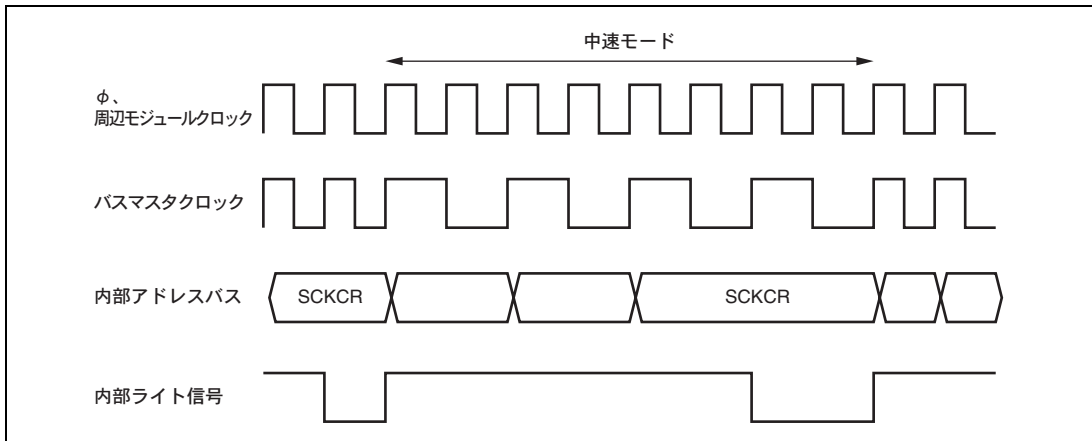 中速モード
φ、
周辺モジュールクロック
バスマスタクロック
内部アドレスバス
SCKCR
SCKCR
内部ライト信号